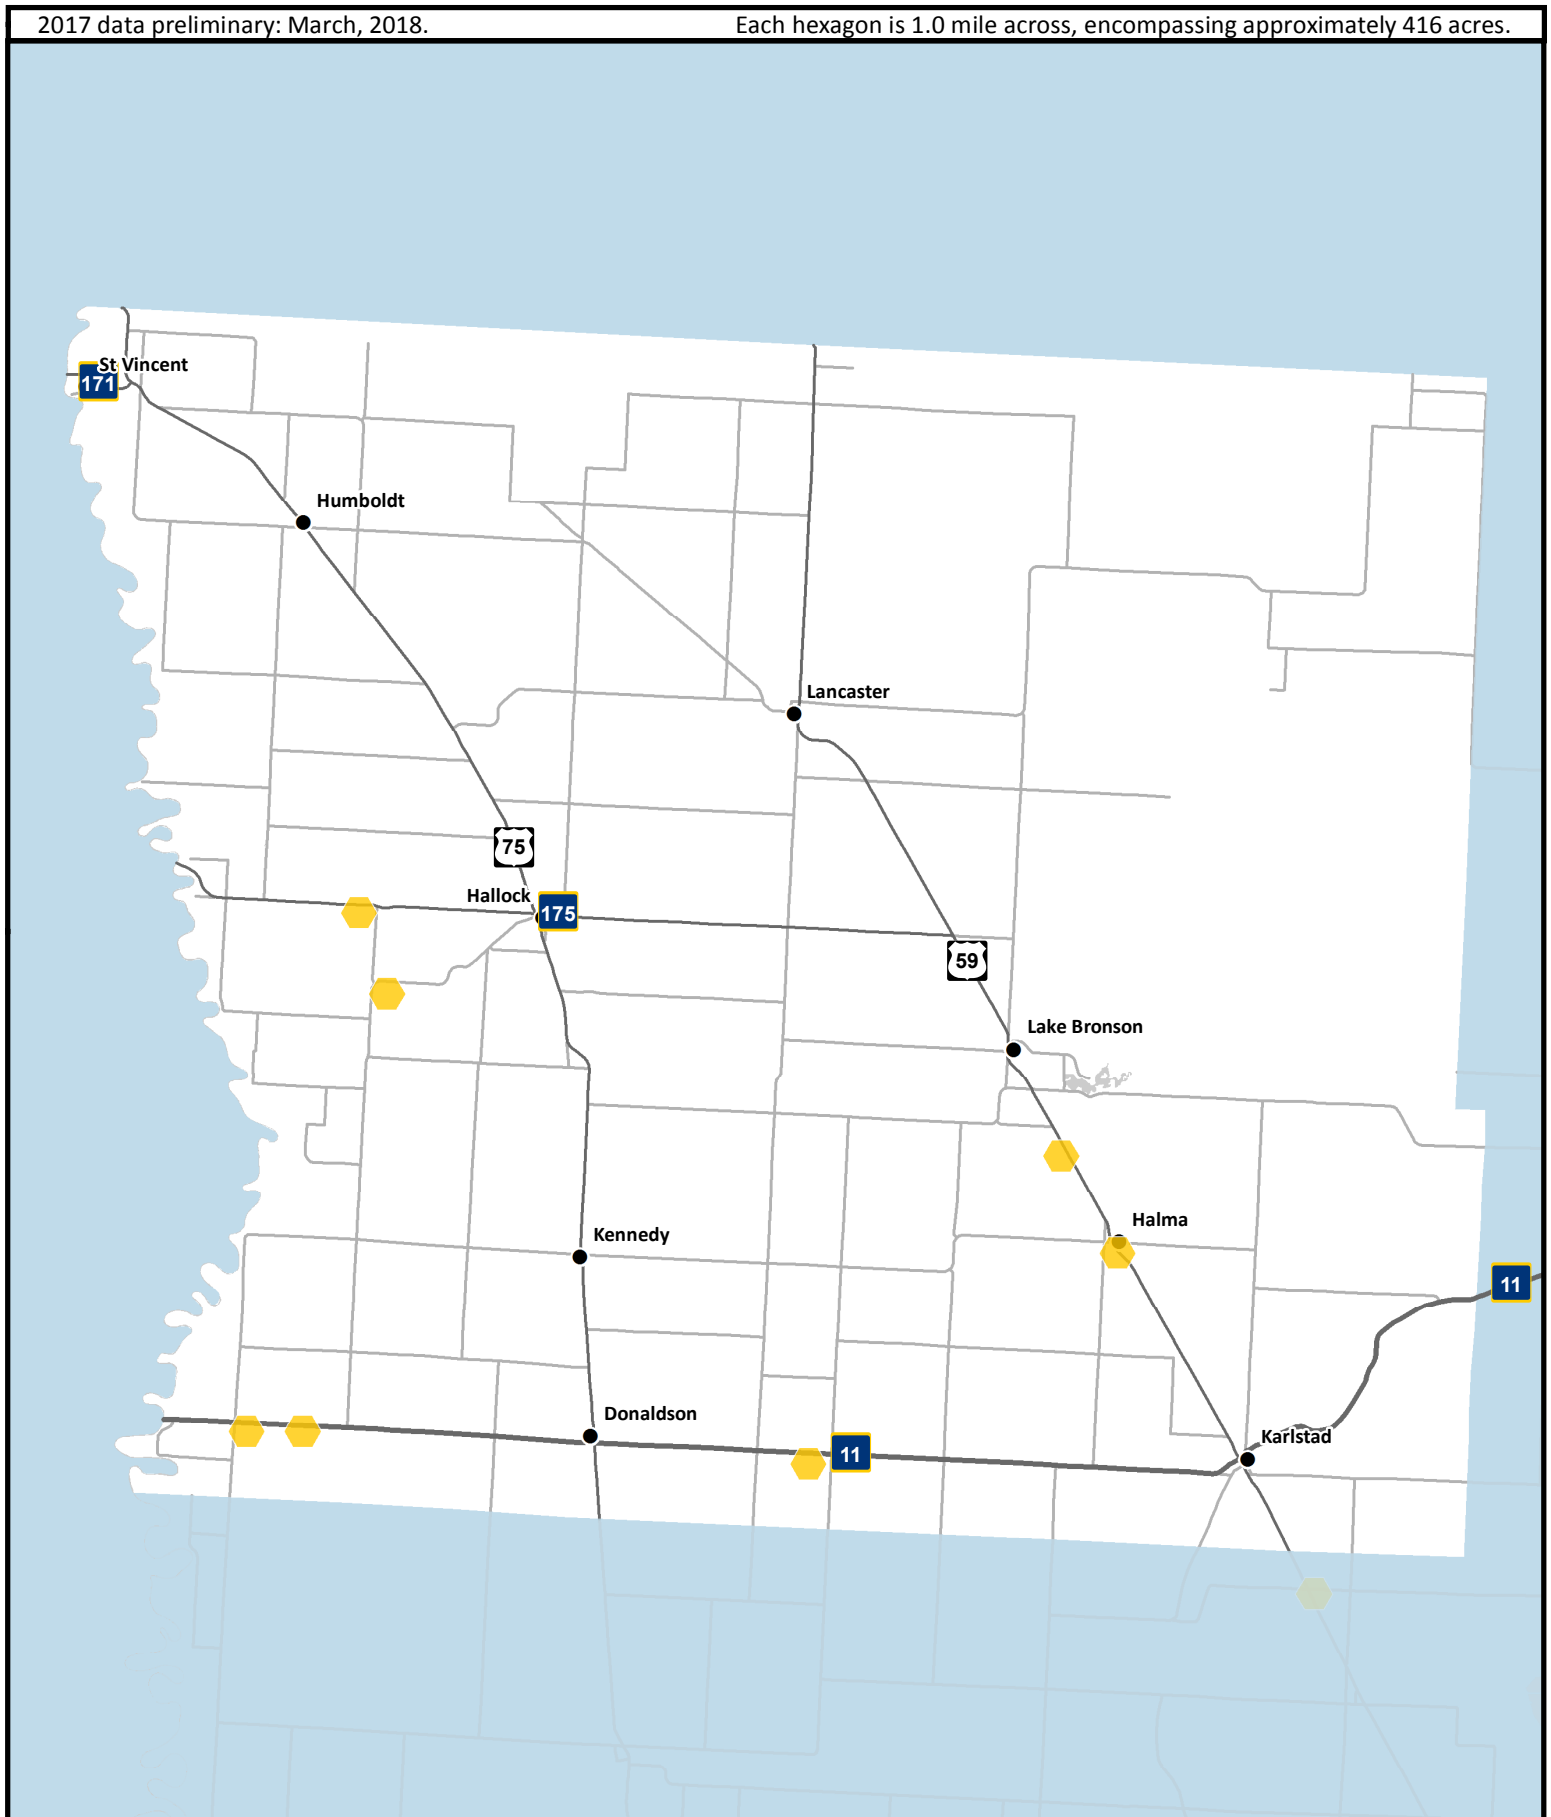 2017 data preliminary: March, 2018. Each hexagon is 1.0 mile across, encompassing approximately 416 acres.
St Vincent
171
Humboldt
Lancaster
75
Hallock
175
59
Lake Bronson
Halma
Kennedy
11
Donaldson
Karlstad
11